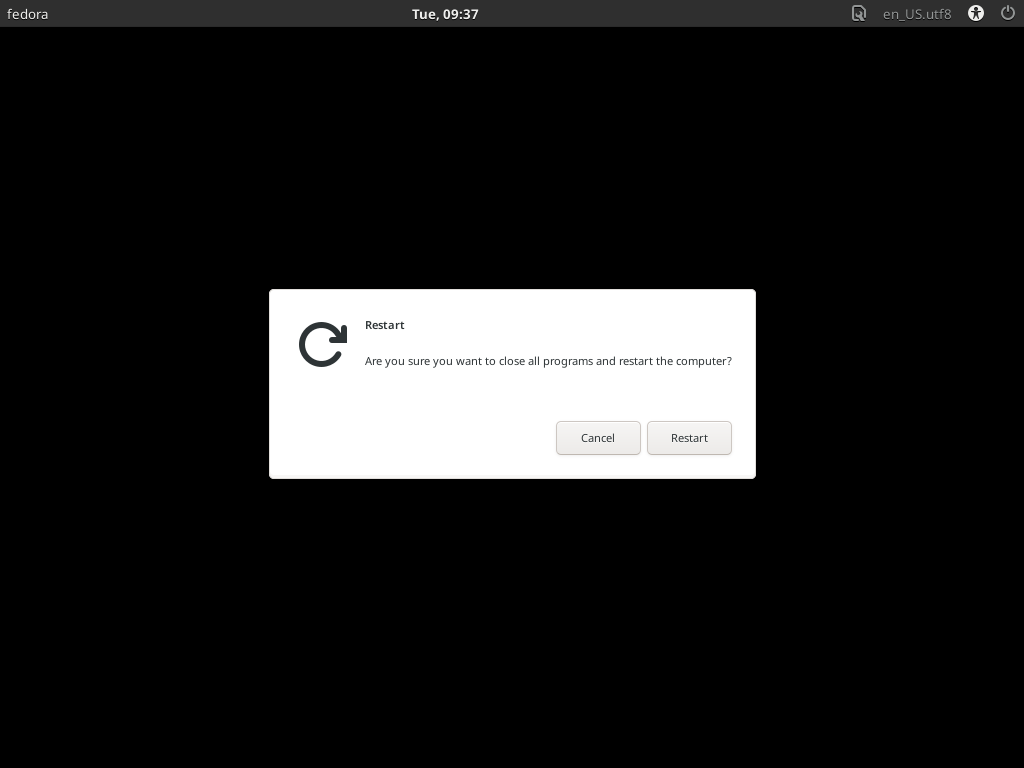 fedora
Tue, 09:37
en_US.utf8
Restart
Are you sure you want to close all programs and restart the computer?
Cancel
Restart